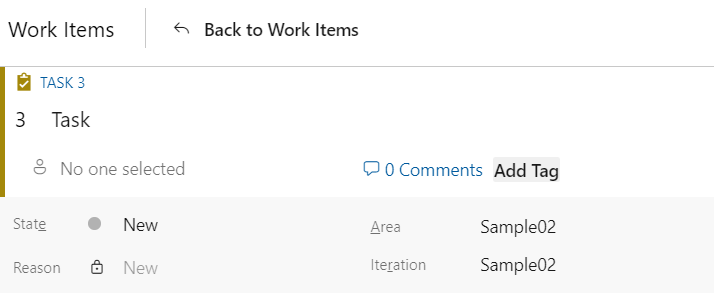 Work Items Back to Work Items
TASK 3
3 Task
No one selected 0 Comments Add Tag
State New Area Sample02
Reason New Iteration Sample02